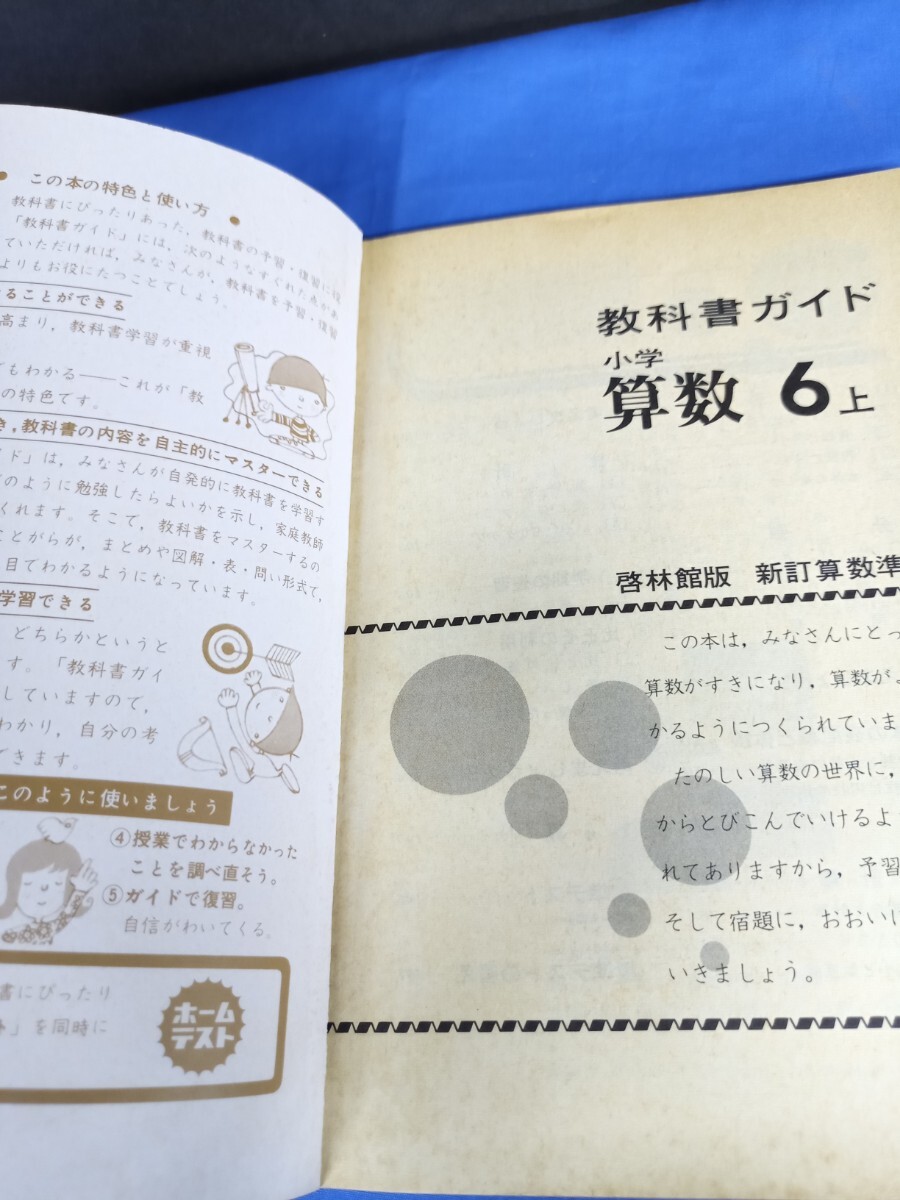 この本の特色と使い方
教科書にぴったりあった,教科書の予習・復習に役
「教科書ガイド」には,次のようなすぐれた点が
ていただければ,みなさんが,教科書を予習・復習
よりもお役にたつことでしょう。
ることができる
高まり,教科書学習が重視
でもわかる――これが「教
の特色です。
き,教科書の内容を自主的にマスターできる
イド」は,みなさんが自発的に教科書を学習す
どのように勉強したらよいかを示し,家庭教師
くれます。そこで,教科書をマスターするの
ことがらが,まとめや図解・表・問い形式で,
目でわかるようになっています。
学習できる
どちらかというと
す。「教科書ガイ
していますので,
わかり,自分の考
できます。
このように使いましょう
④授業でわからなかった
ことを調べ直そう。
⑤ガイドで復習。
自信がわいてくる。
書にぴったり
」を同時に
ホーム
テスト
教科書ガイド
小学
算数 6上
啓林館版 新訂算数準
この本は,みなさんにとっ
算数がすきになり,算数がよ
かるようにつくられていま
たのしい算数の世界に,
からとびこんでいけるよう
れてありますから,予習
そして宿題に,おおいに
いきましょう。